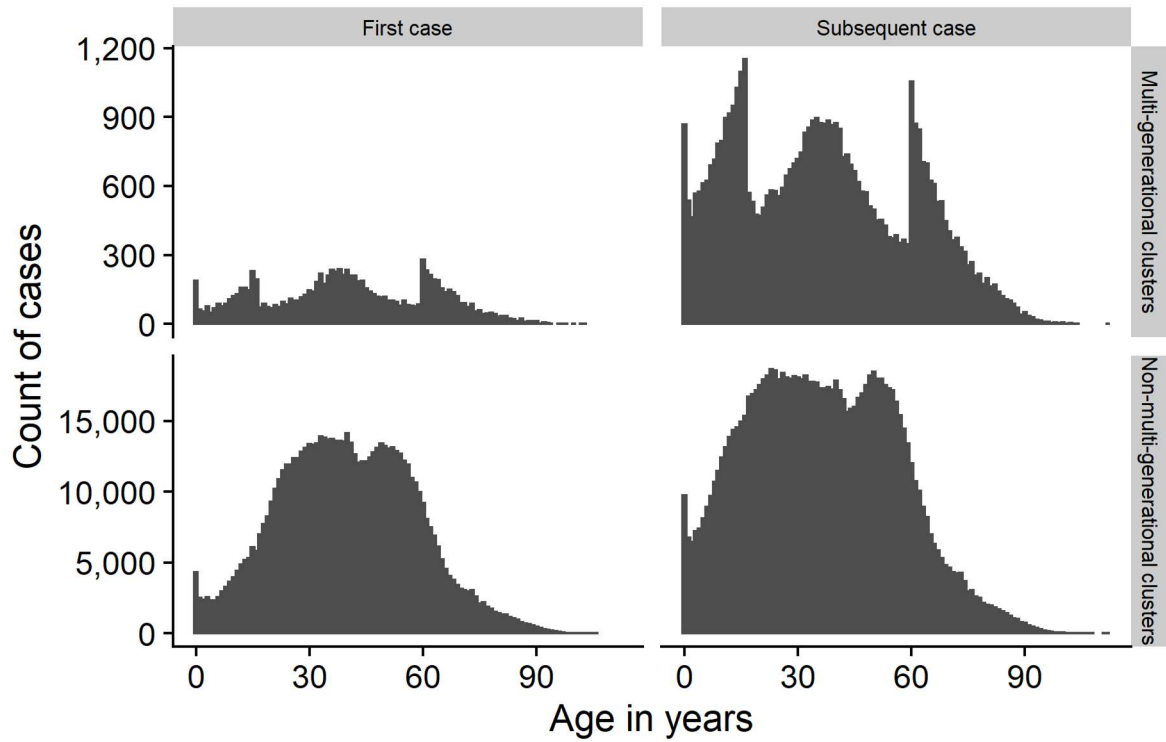 First case
Subsequent case
1,200
900
600
300
0
Multi-generational clusters
15,000
10,000
5,000
0
Non-multi-generational clusters
Count of cases
0 30 60 90
0 30 60 90
Age in years